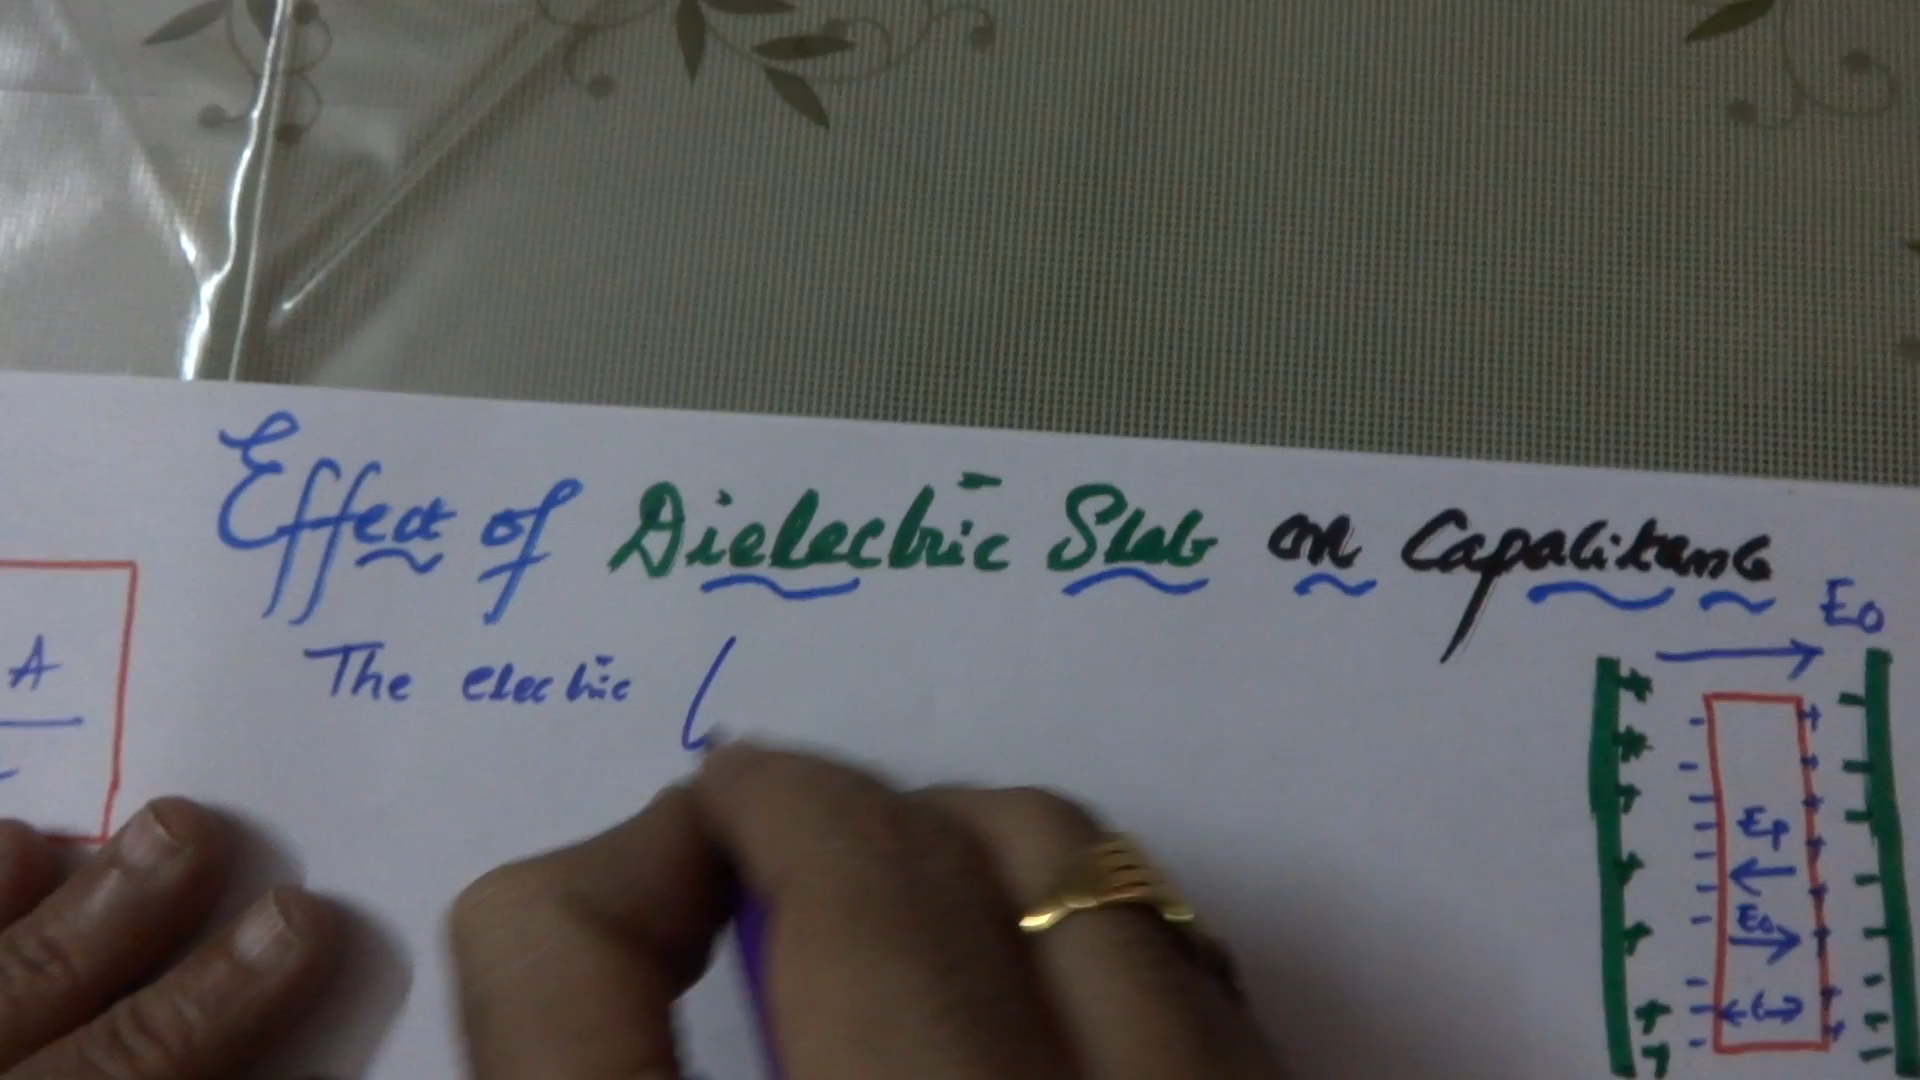 Effect of Dielectric Slab on Capacitance
E0
The electric
A
Ep
E0
t